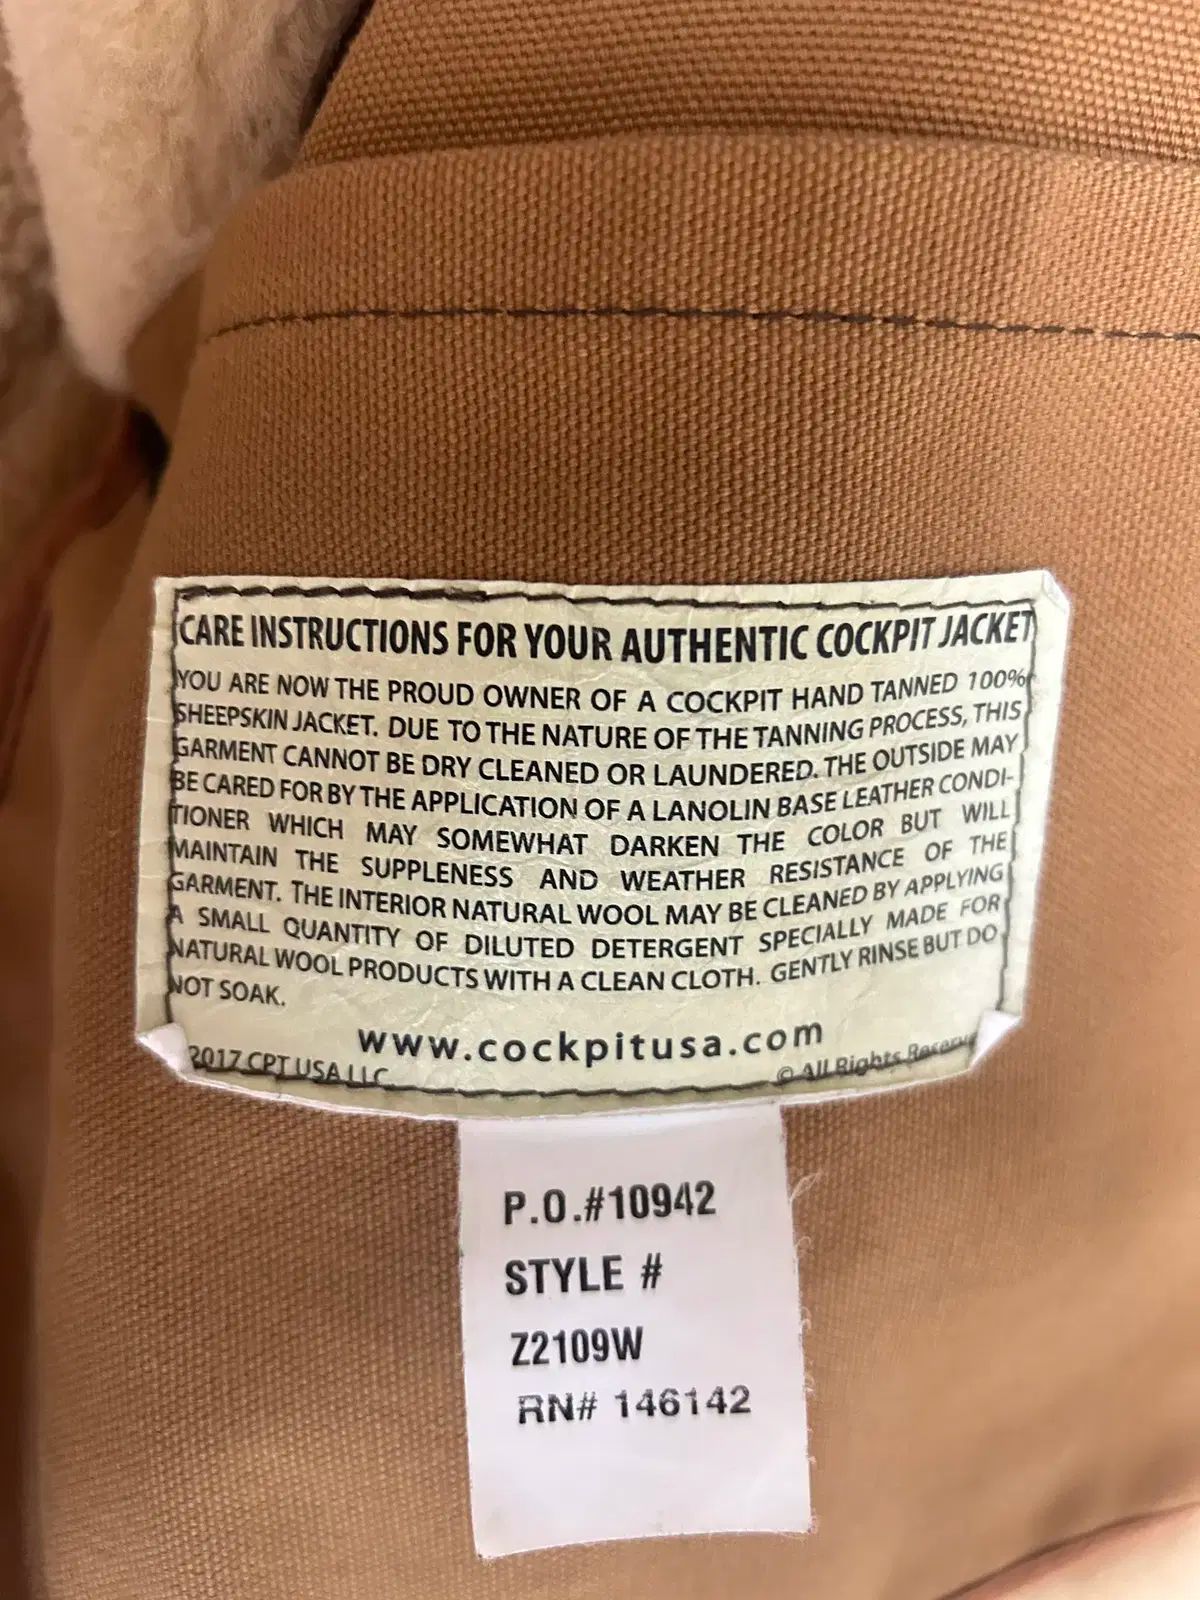 CARE INSTRUCTIONS FOR YOUR AUTHENTIC COCKPIT JACKET
YOU ARE NOW THE PROUD OWNER OF A COCKPIT HAND TANNED 100%
SHEEPSKIN JACKET. DUE TO THE NATURE OF THE TANNING PROCESS, THIS
GARMENT CANNOT BE DRY CLEANED OR LAUNDERED. THE OUTSIDE MAY
BE CARED FOR BY THE APPLICATION OF A LANOLIN BASE LEATHER CONDI-
TIONER WHICH MAY SOMEWHAT DARKEN THE COLOR BUT WILL
MAINTAIN THE SUPPLENESS AND WEATHER RESISTANCE OF THE
GARMENT. THE INTERIOR NATURAL WOOL MAY BE CLEANED BY APPLYING
A SMALL QUANTITY OF DILUTED DETERGENT SPECIALLY MADE FOR
NATURAL WOOL PRODUCTS WITH A CLEAN CLOTH. GENTLY RINSE BUT DO
NOT SOAK.
www.cockpitusa.com
2017 CPT USA LLC © All Rights
P.O.#10942
STYLE #
Z2109W
RN# 146142